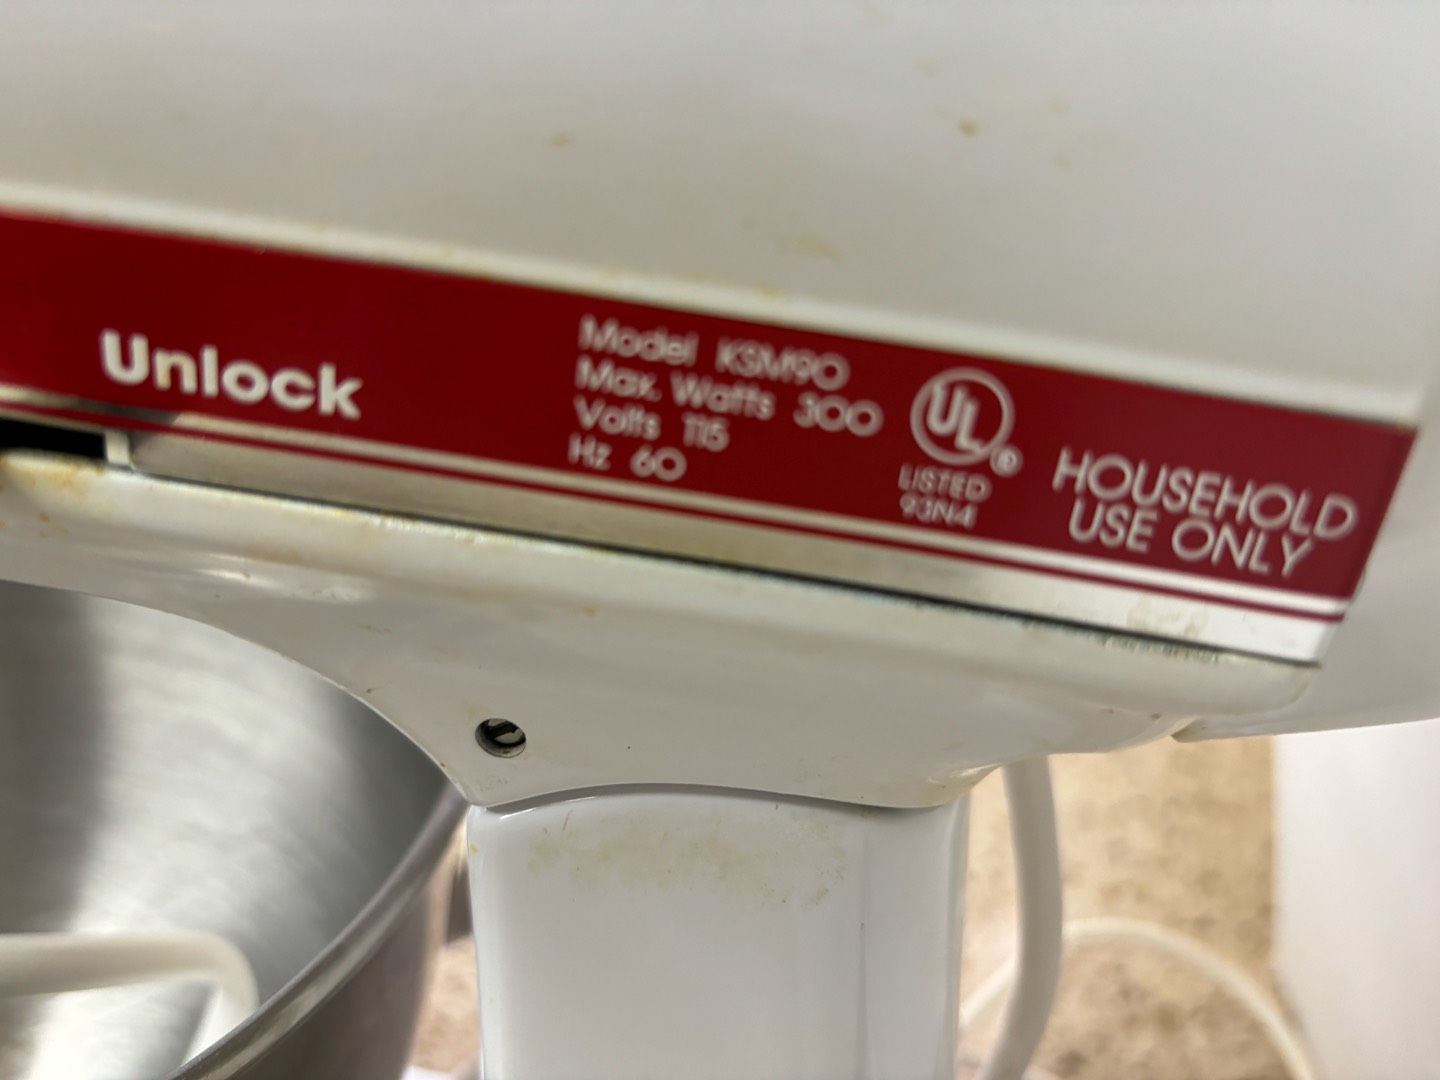 Unlock
Model KSM90
Max. Watts 300
Volts 115
Hz 60
UL®
LISTED
93N4
HOUSEHOLD
USE ONLY